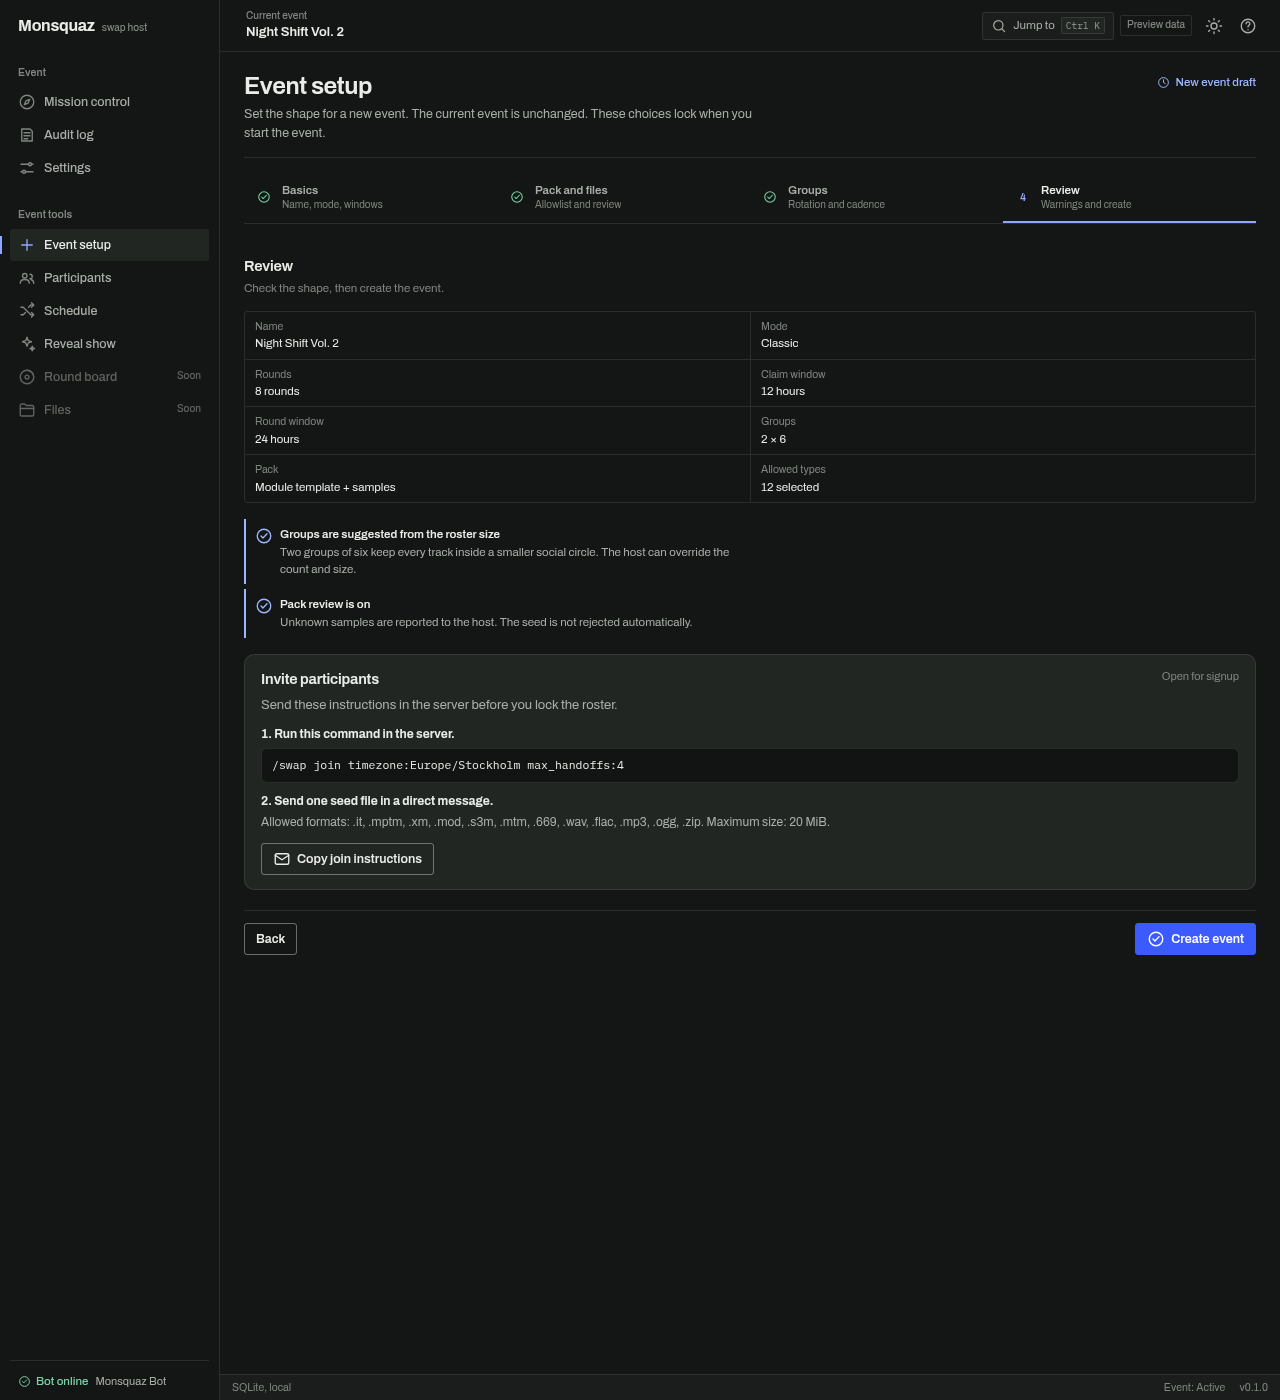 Monsquaz swap host
Event
Mission control
Audit log
Settings
Event tools
Event setup
Participants
Schedule
Reveal show
Round board Soon
Files Soon
Bot online Monsquaz Bot
Current event
Night Shift Vol. 2
Jump to Ctrl K
Preview data
Event setup
New event draft
Set the shape for a new event. The current event is unchanged. These choices lock when you
start the event.
Basics
Name, mode, windows
Pack and files
Allowlist and review
Groups
Rotation and cadence
4 Review
Warnings and create
Review
Check the shape, then create the event.
Name
Night Shift Vol. 2
Mode
Classic
Rounds
8 rounds
Claim window
12 hours
Round window
24 hours
Groups
2 × 6
Pack
Module template + samples
Allowed types
12 selected
Groups are suggested from the roster size
Two groups of six keep every track inside a smaller social circle. The host can override the
count and size.
Pack review is on
Unknown samples are reported to the host. The seed is not rejected automatically.
Invite participants
Open for signup
Send these instructions in the server before you lock the roster.
1. Run this command in the server.
/swap join timezone:Europe/Stockholm max_handoffs:4
2. Send one seed file in a direct message.
Allowed formats: .it, .mptm, .xm, .mod, .s3m, .mtm, .669, .wav, .flac, .mp3, .ogg, .zip. Maximum size: 20 MiB.
Copy join instructions
Back
Create event
SQLite, local
Event: Active v0.1.0